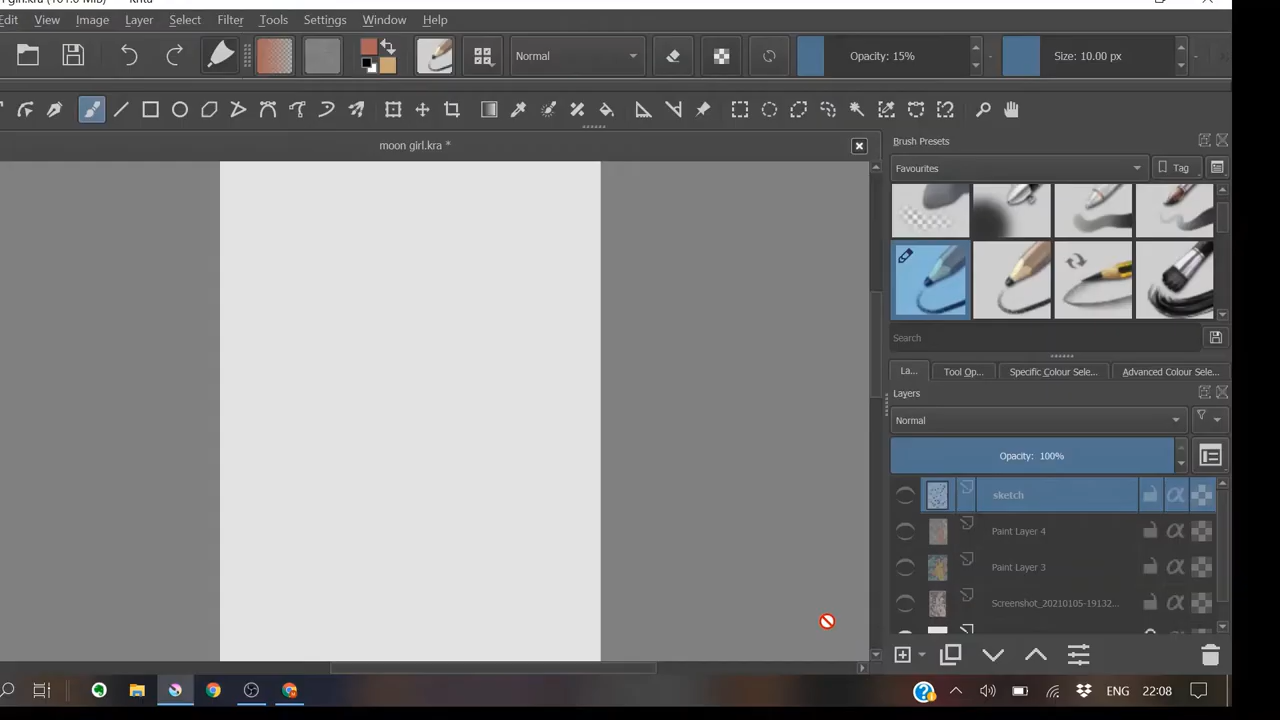 Edit View Image Layer Select Filter Tools Settings Window Help
Normal
Opacity: 15%
Size: 10.00 px
moon girl.kra *
Brush Presets
Favourites
Tag
Search
La... Tool Op... Specific Colour Sele... Advanced Colour Sele...
Layers
Normal
Opacity: 100%
sketch
Paint Layer 4
Paint Layer 3
Screenshot_20210105-19132...
ENG 22:08